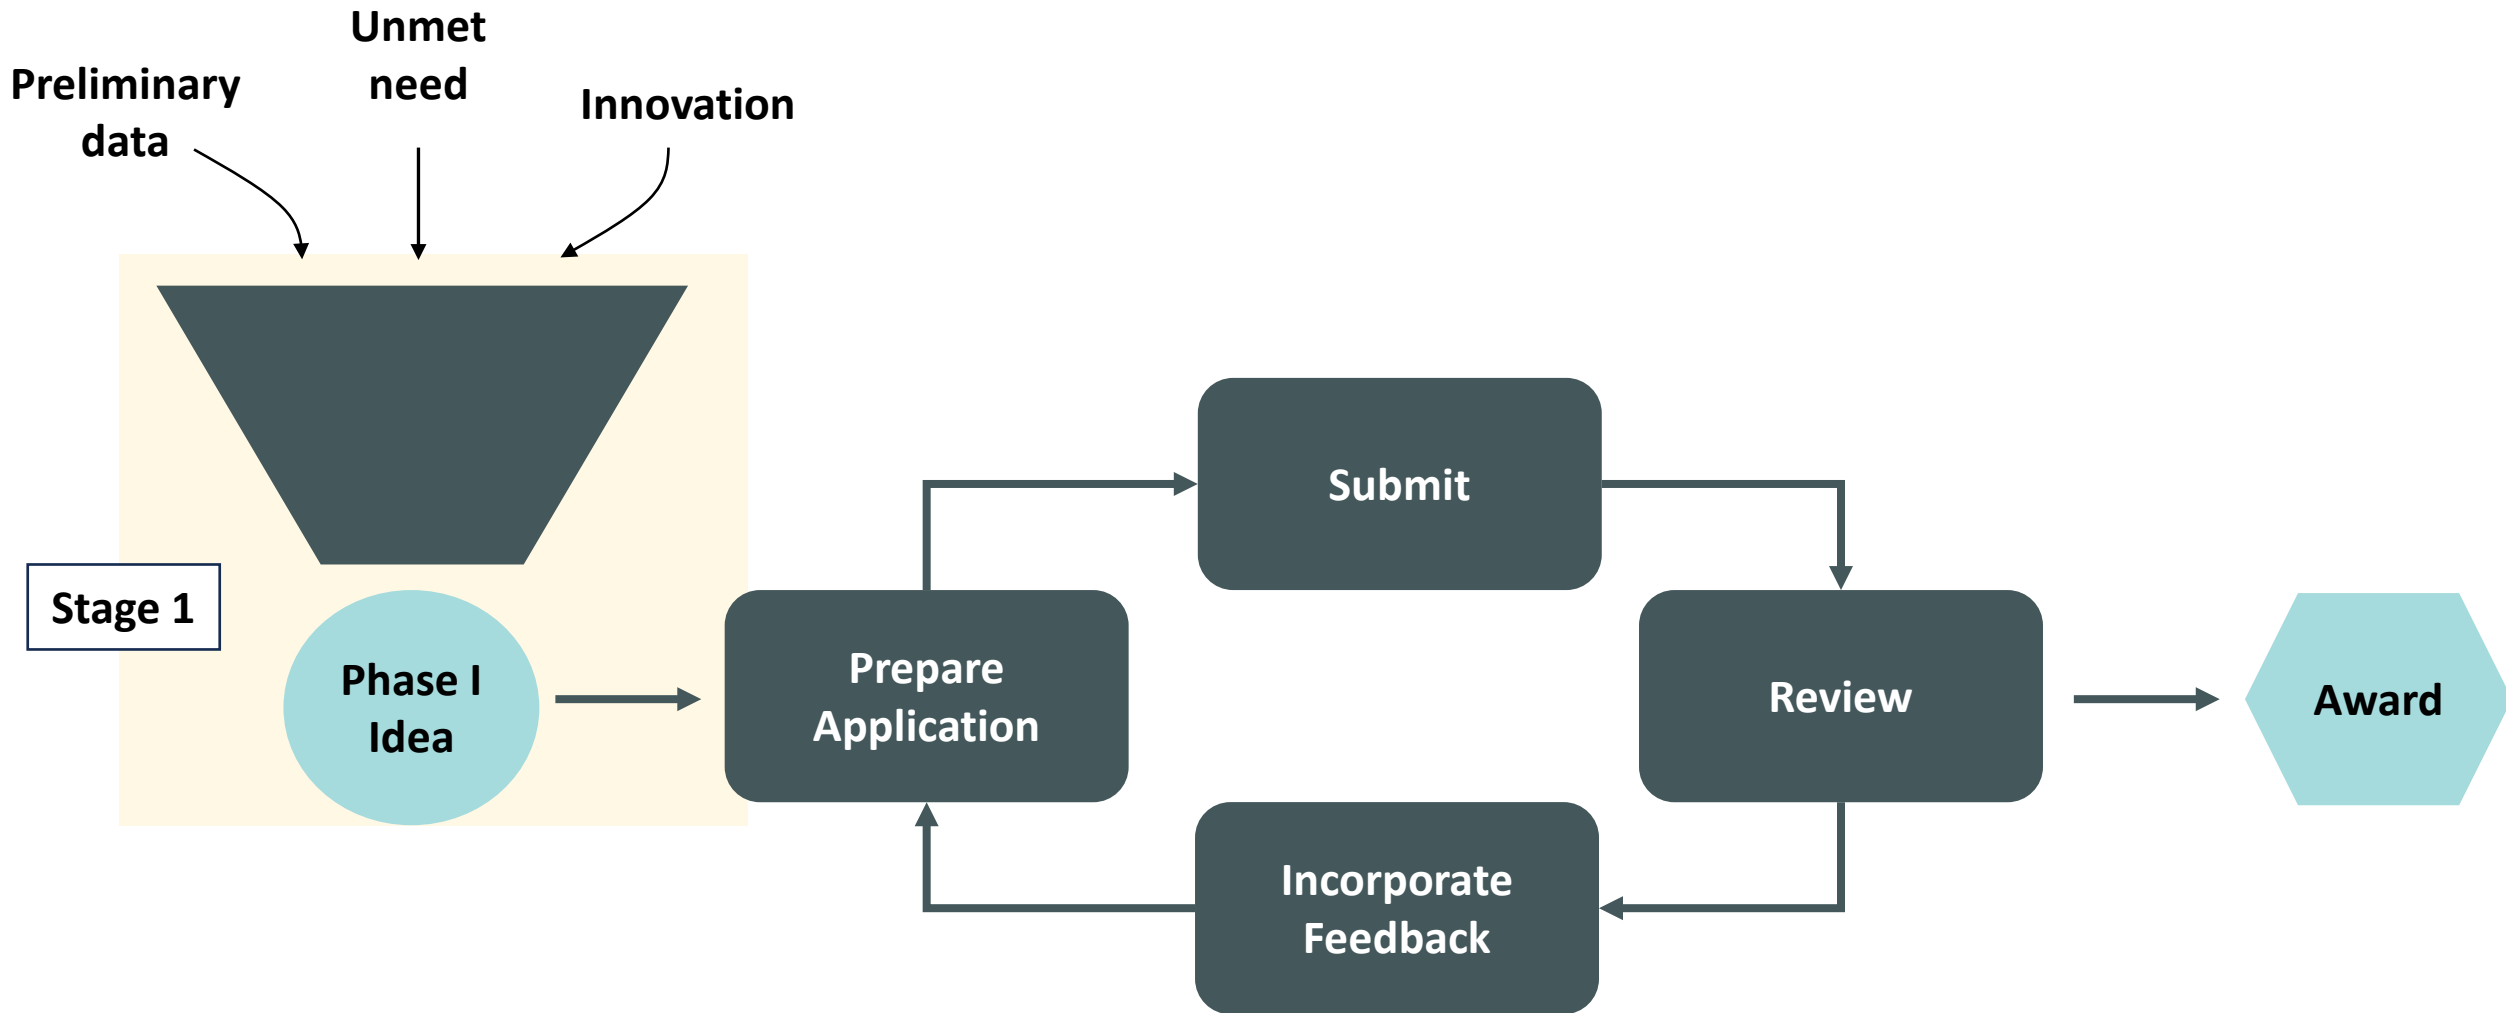 Unmet
need
Preliminary
data
Innovation
Stage 1
Phase I
Idea
Prepare
Application
Submit
Review
Incorporate
Feedback
Award